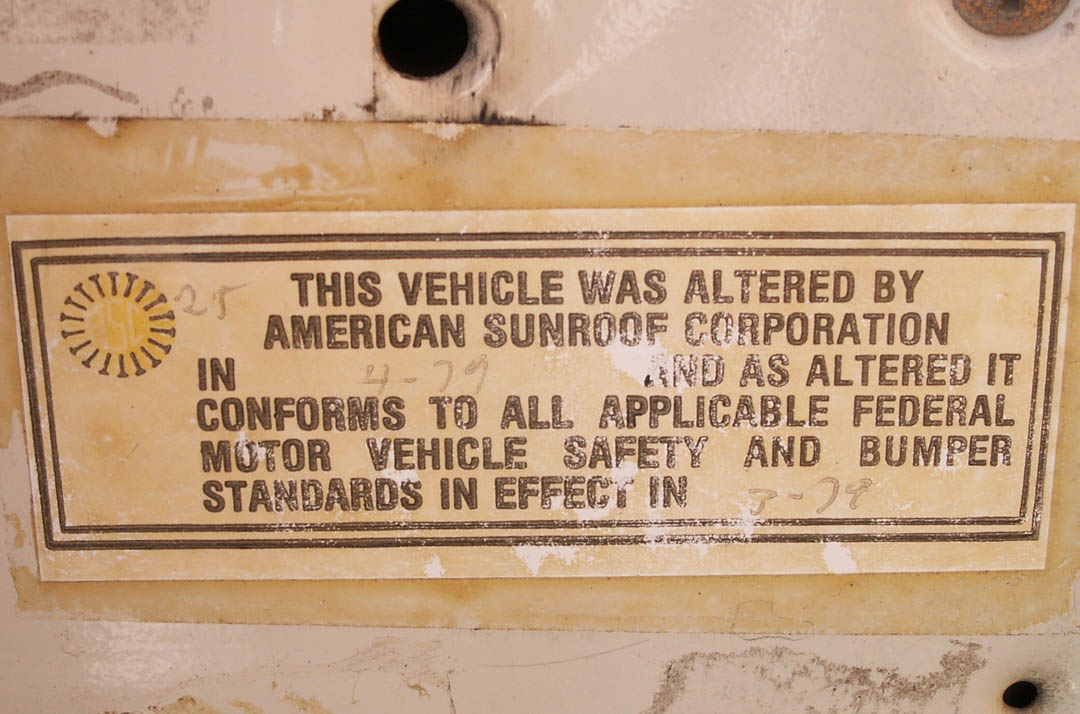 ASC 25
THIS VEHICLE WAS ALTERED BY
AMERICAN SUNROOF CORPORATION
IN 4-79 AND AS ALTERED IT
CONFORMS TO ALL APPLICABLE FEDERAL
MOTOR VEHICLE SAFETY AND BUMPER
STANDARDS IN EFFECT IN 3-79